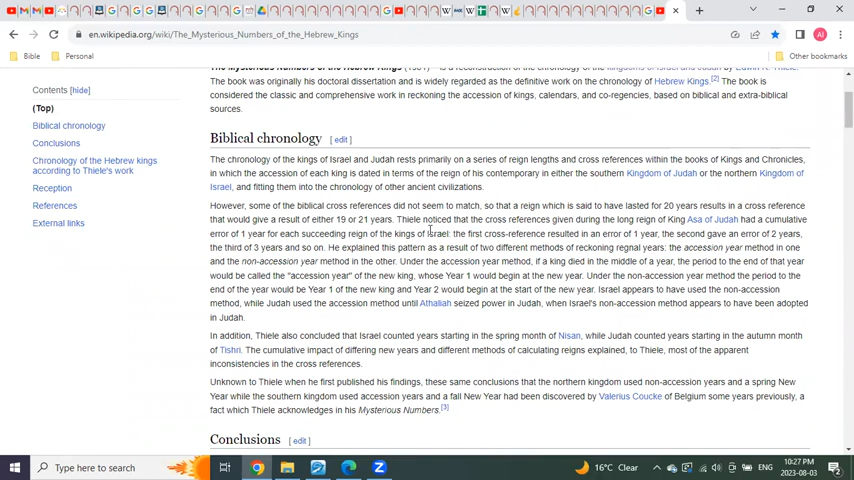 en.wikipedia.org/wiki/The_Mysterious_Numbers_of_the_Hebrew_Kings
AI
Bible
Personal
Other bookmarks
Contents [hide]
(Top)
Biblical chronology
Conclusions
Chronology of the Hebrew kings
according to Thiele's work
Reception
References
External links
The book was originally his doctoral dissertation and is widely regarded as the definitive work on the chronology of Hebrew Kings.[2] The book is
considered the classic and comprehensive work in reckoning the accession of kings, calendars, and co-regencies, based on biblical and extra-biblical
sources.
Biblical chronology [ edit ]
The chronology of the kings of Israel and Judah rests primarily on a series of reign lengths and cross references within the books of Kings and Chronicles,
in which the accession of each king is dated in terms of the reign of his contemporary in either the southern Kingdom of Judah or the northern Kingdom of
Israel, and fitting them into the chronology of other ancient civilizations.
However, some of the biblical cross references did not seem to match, so that a reign which is said to have lasted for 20 years results in a cross reference
that would give a result of either 19 or 21 years. Thiele noticed that the cross references given during the long reign of King Asa of Judah had a cumulative
error of 1 year for each succeeding reign of the kings of Israel: the first cross-reference resulted in an error of 1 year, the second gave an error of 2 years,
the third of 3 years and so on. He explained this pattern as a result of two different methods of reckoning regnal years: the accession year method in one
and the non-accession year method in the other. Under the accession year method, if a king died in the middle of a year, the period to the end of that year
would be called the "accession year" of the new king, whose Year 1 would begin at the new year. Under the non-accession year method the period to the
end of the year would be Year 1 of the new king and Year 2 would begin at the start of the new year. Israel appears to have used the non-accession
method, while Judah used the accession method until Athaliah seized power in Judah, when Israel's non-accession method appears to have been adopted
in Judah.
In addition, Thiele also concluded that Israel counted years starting in the spring month of Nisan, while Judah counted years starting in the autumn month
of Tishri. The cumulative impact of differing new years and different methods of calculating reigns explained, to Thiele, most of the apparent
inconsistencies in the cross references.
Unknown to Thiele when he first published his findings, these same conclusions that the northern kingdom used non-accession years and a spring New
Year while the southern kingdom used accession years and a fall New Year had been discovered by Valerius Coucke of Belgium some years previously, a
fact which Thiele acknowledges in his Mysterious Numbers.[3]
Conclusions [ edit ]
Type here to search
16°C Clear
ENG
10:27 PM
2023-08-03
2